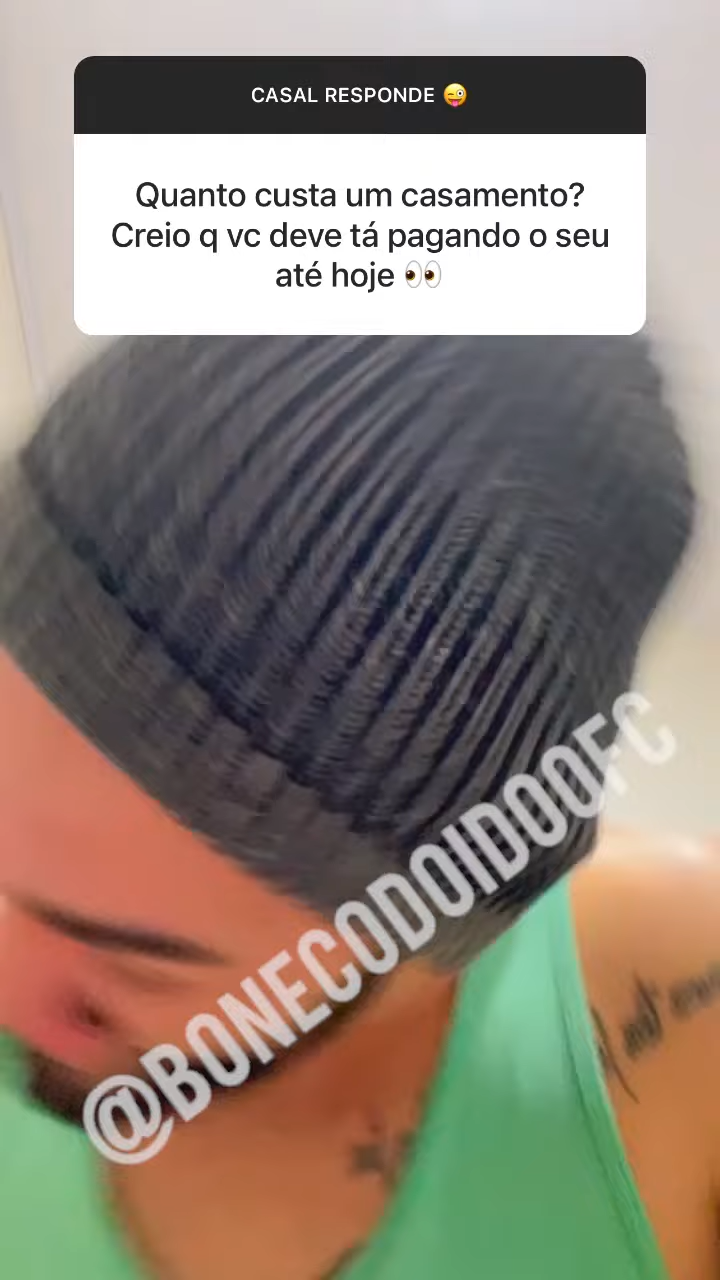 CASAL RESPONDE 😜
Quanto custa um casamento?
Creio q vc deve tá pagando o seu
até hoje 👀
@BONECODOIDOOFC